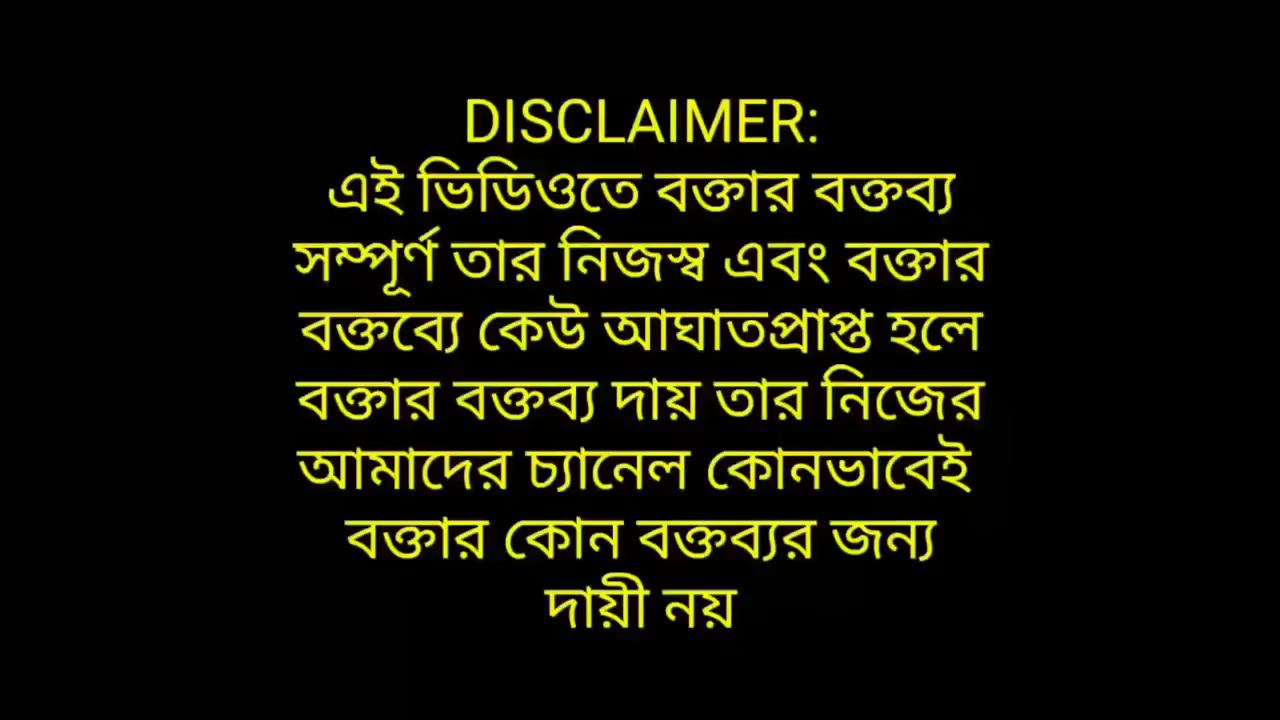 DISCLAIMER:
এই ভিডিওতে বক্তার বক্তব্য
সম্পূর্ণ তার নিজস্ব এবং বক্তার
বক্তব্যে কেউ আঘাতপ্রাপ্ত হলে
বক্তার বক্তব্য দায় তার নিজের
আমাদের চ্যানেল কোনভাবেই
বক্তার কোন বক্তব্যর জন্য
দায়ী নয়